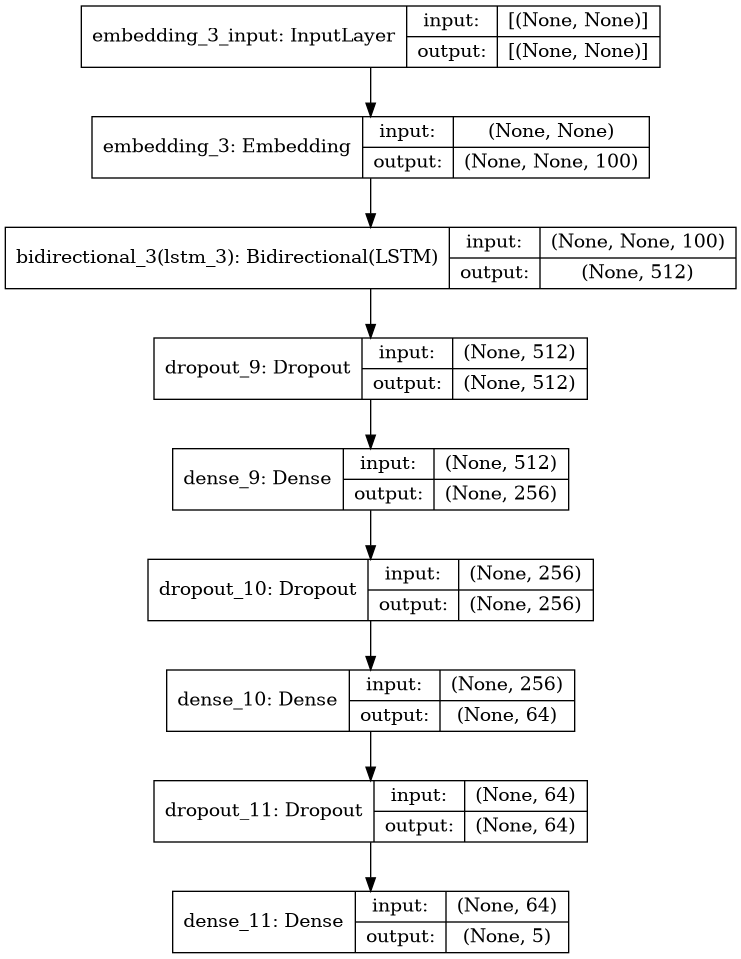 embedding_3_input: InputLayer
input:
[(None, None)]
output:
[(None, None)]
embedding_3: Embedding
input:
(None, None)
output:
(None, None, 100)
bidirectional_3(lstm_3): Bidirectional(LSTM)
input:
(None, None, 100)
output:
(None, 512)
dropout_9: Dropout
input:
(None, 512)
output:
(None, 512)
dense_9: Dense
input:
(None, 512)
output:
(None, 256)
dropout_10: Dropout
input:
(None, 256)
output:
(None, 256)
dense_10: Dense
input:
(None, 256)
output:
(None, 64)
dropout_11: Dropout
input:
(None, 64)
output:
(None, 64)
dense_11: Dense
input:
(None, 64)
output:
(None, 5)